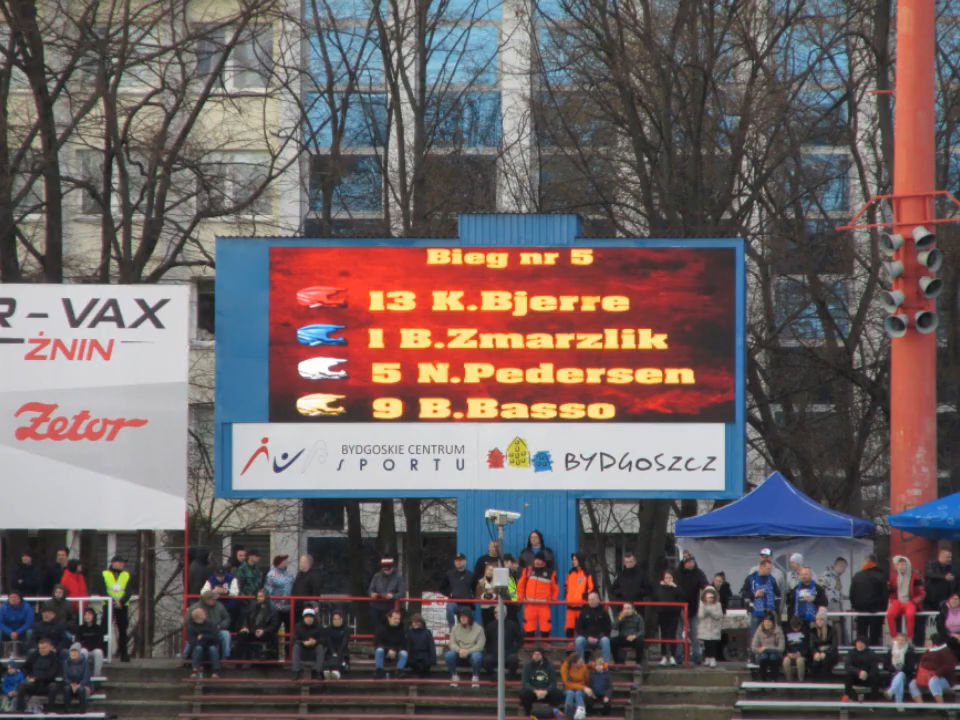 Bieg nr 5
13 K.Bjerre
1 B.Zmarzlik
5 N.Pedersen
9 B.Basso
R-VAX
ŻNIN
Zetor
BYDGOSKIE CENTRUM
SPORTU
BYDGOSZCZ